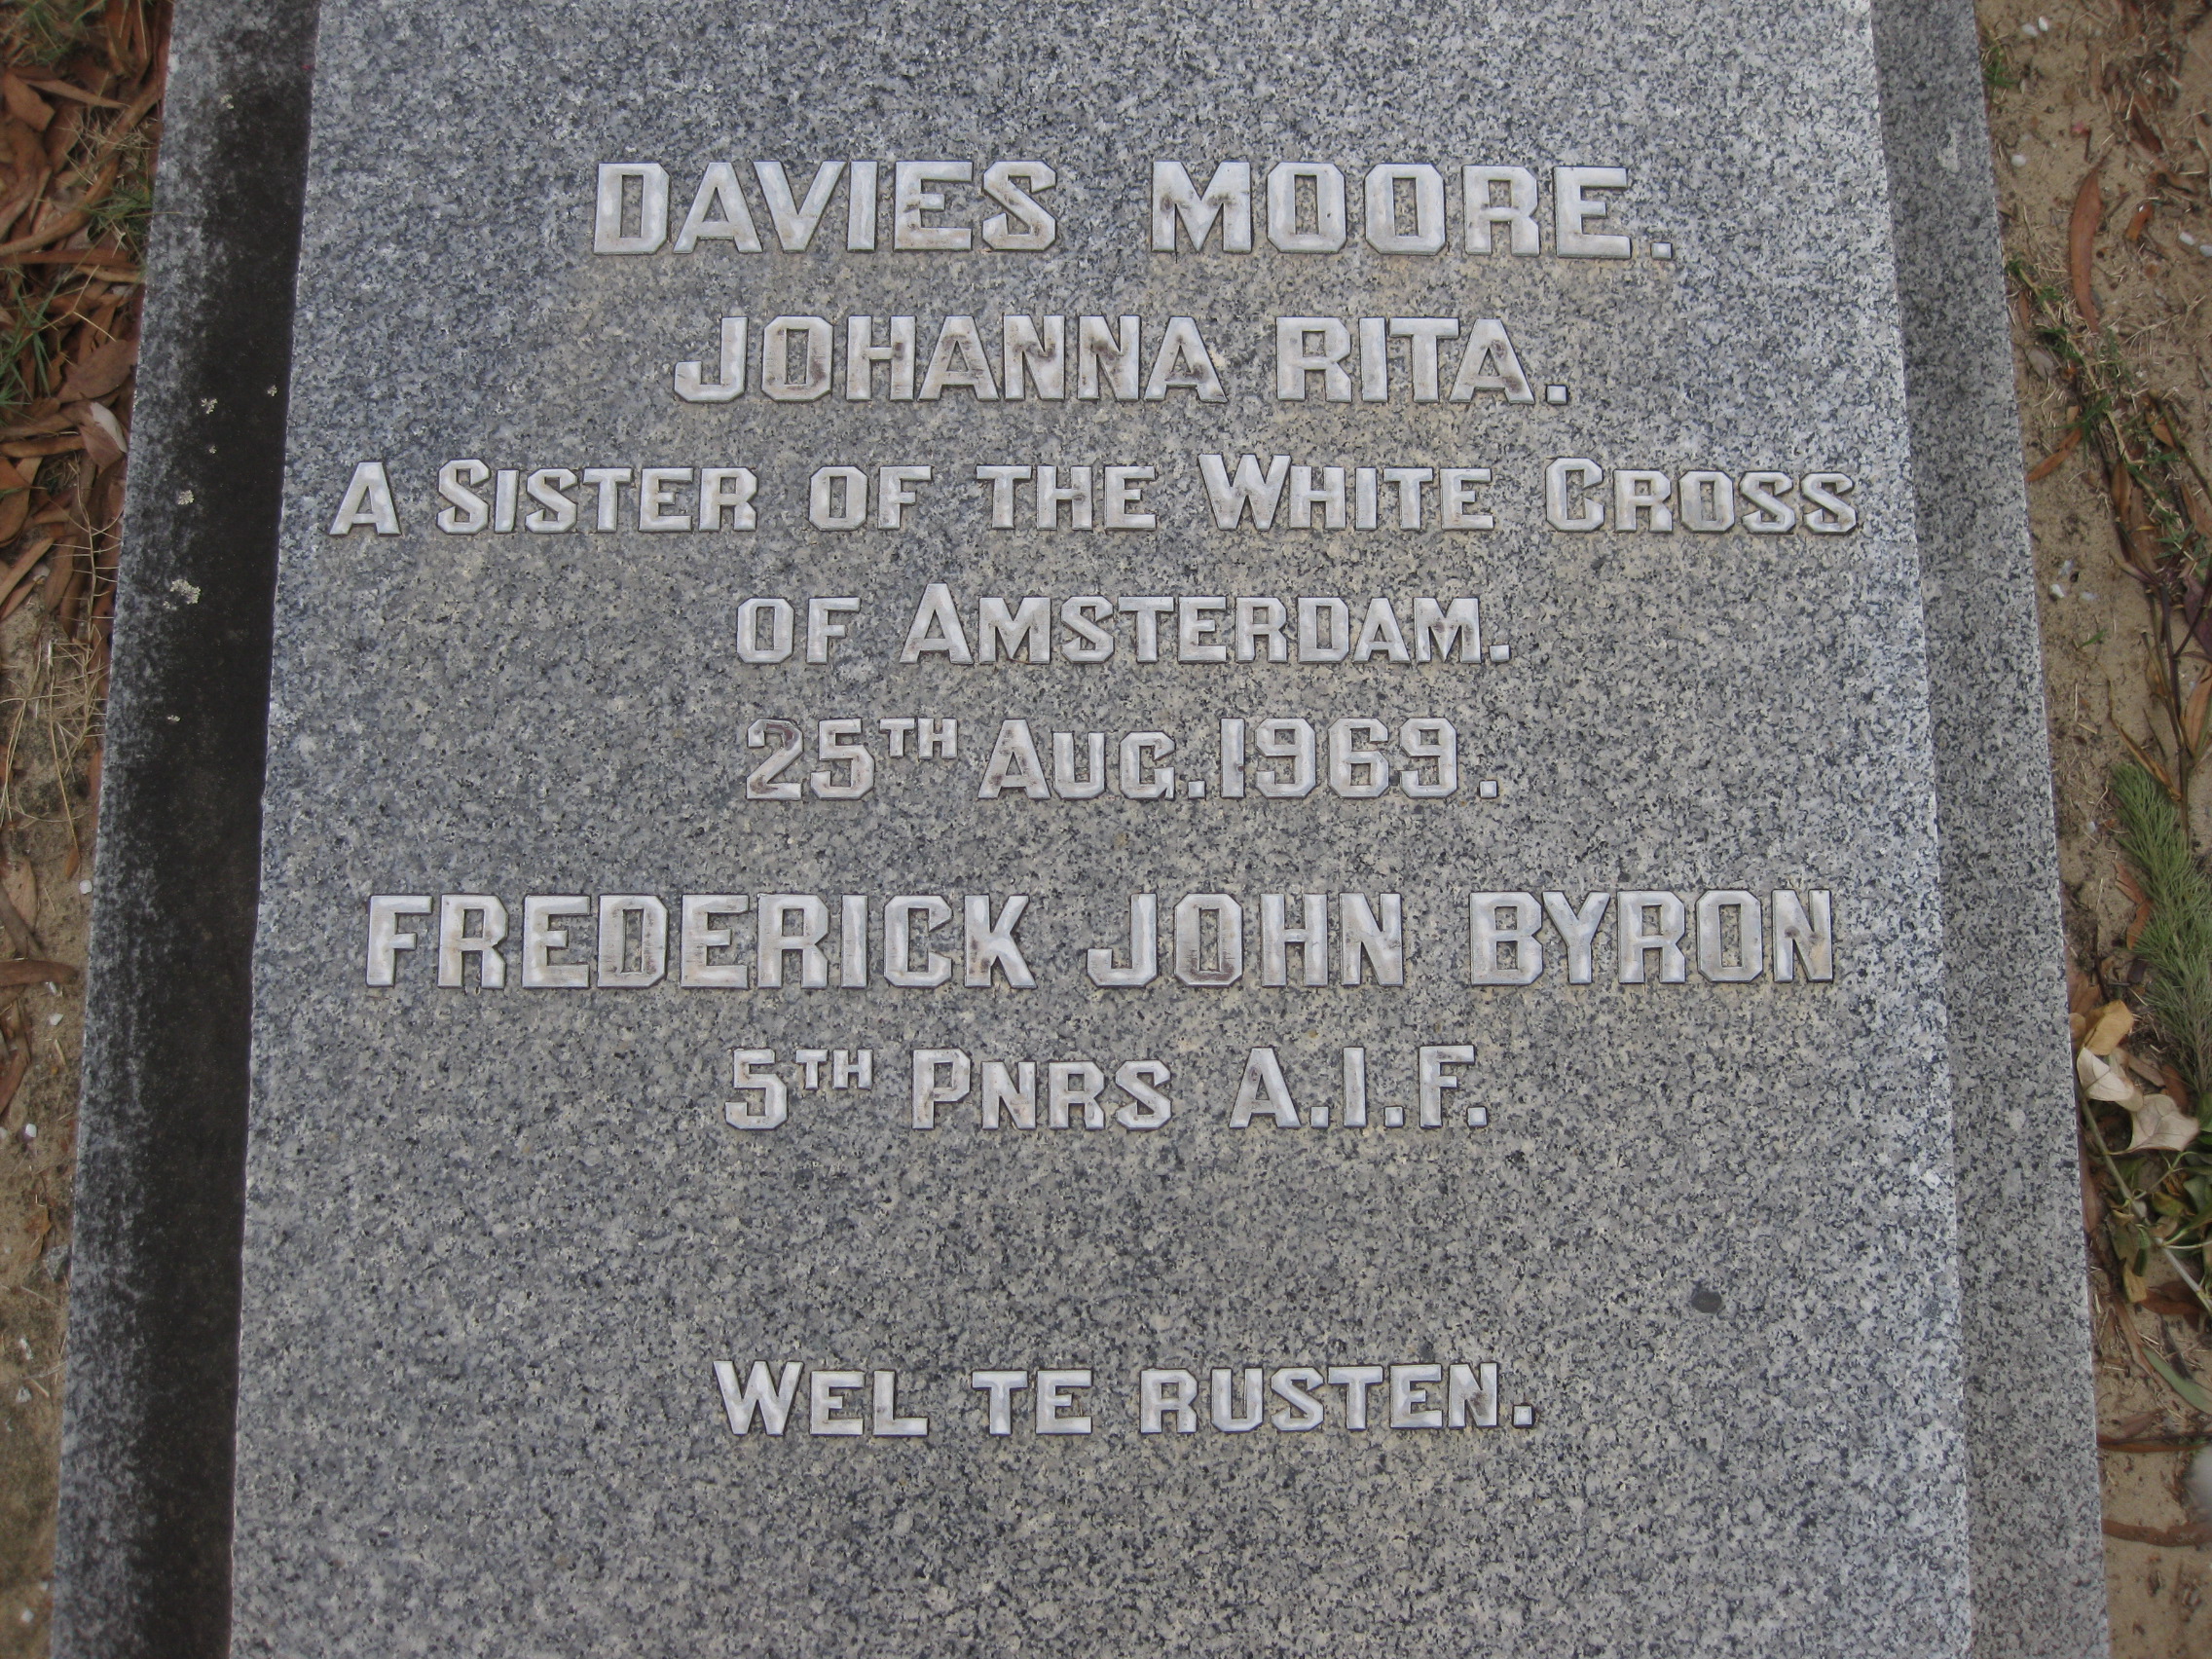 DAVIES MOORE.
JOHANNA RITA.
A SISTER OF THE WHITE CROSS
OF AMSTERDAM.
25TH AUG. 1969.
FREDERICK JOHN BYRON
5TH PNRS A.I.F.
WEL TE RUSTEN.